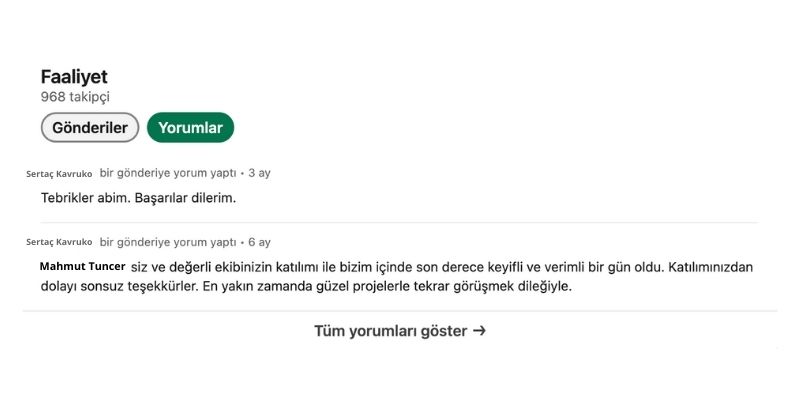 Faaliyet
968 takipçi
Gönderiler Yorumlar
Sertaç Kavruko bir gönderiye yorum yaptı • 3 ay
Tebrikler abim. Başarılar dilerim.
Sertaç Kavruko bir gönderiye yorum yaptı • 6 ay
Mahmut Tuncer siz ve değerli ekibinizin katılımı ile bizim içinde son derece keyifli ve verimli bir gün oldu. Katılımınızdan
dolayı sonsuz teşekkürler. En yakın zamanda güzel projelerle tekrar görüşmek dileğiyle.
Tüm yorumları göster →